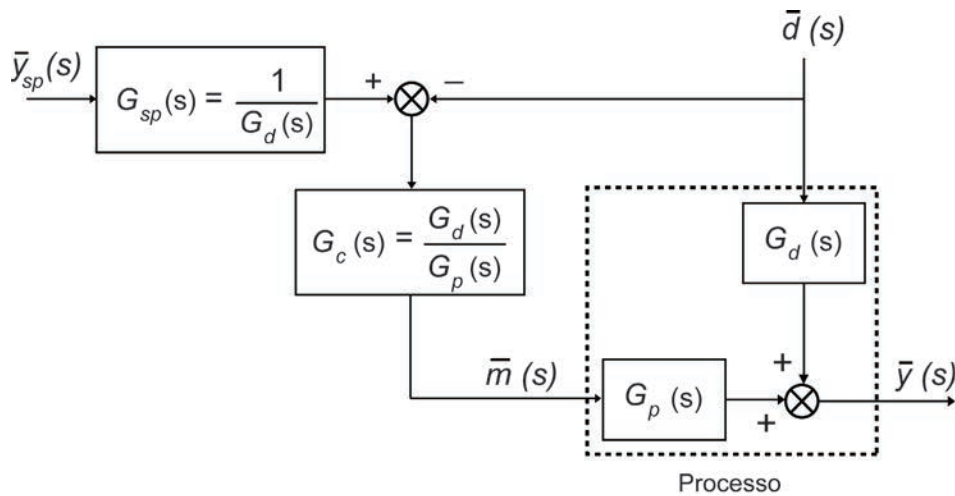 ȳsp(s)
Gsp(s) = 1/Gd(s)
+
−
d̄ (s)
Gc(s) = Gd(s)/Gp(s)
Gd(s)
m̄ (s)
Gp (s)
+
+
ȳ (s)
Processo